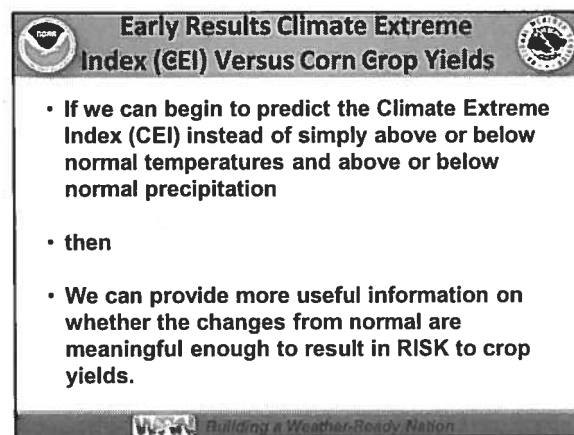 NOAA
Early Results Climate Extreme
Index (CEI) Versus Corn Crop Yields
• If we can begin to predict the Climate Extreme
Index (CEI) instead of simply above or below
normal temperatures and above or below
normal precipitation
• then
• We can provide more useful information on
whether the changes from normal are
meaningful enough to result in RISK to crop
yields.
Building a Weather-Ready Nation